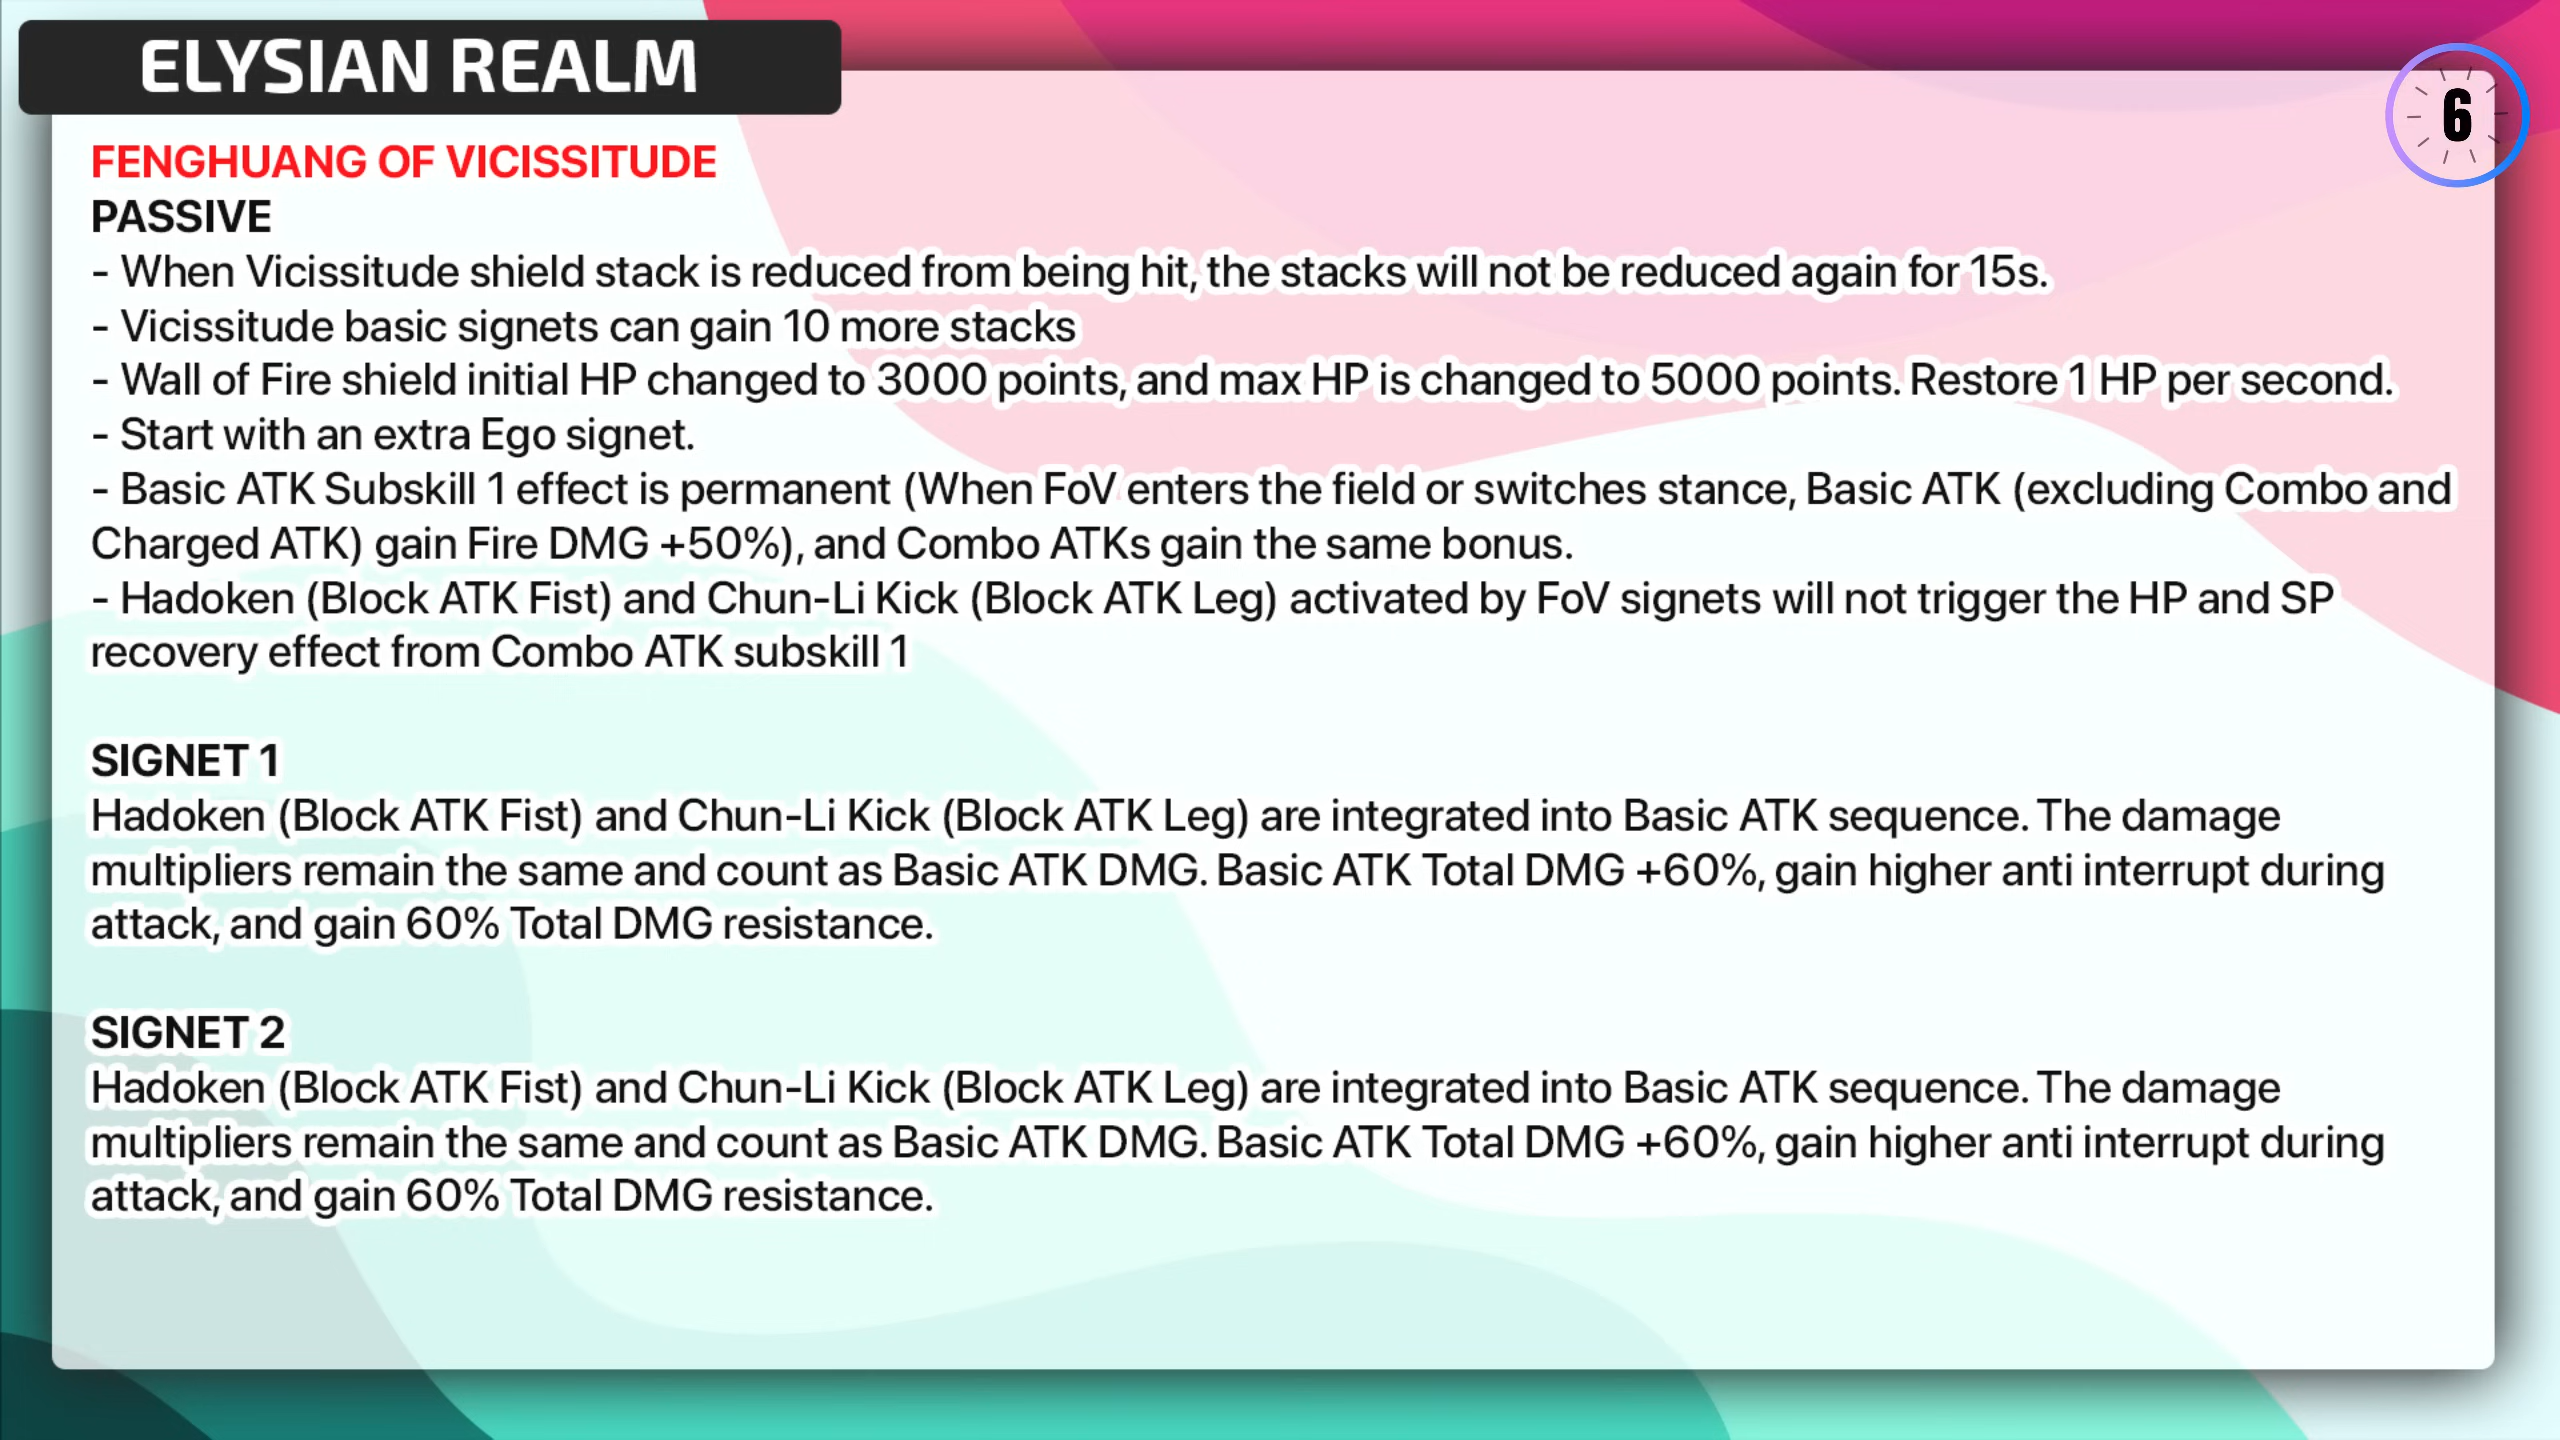 ELYSIAN REALM
6
FENGHUANG OF VICISSITUDE
PASSIVE
- When Vicissitude shield stack is reduced from being hit, the stacks will not be reduced again for 15s.
- Vicissitude basic signets can gain 10 more stacks
- Wall of Fire shield initial HP changed to 3000 points, and max HP is changed to 5000 points. Restore 1 HP per second.
- Start with an extra Ego signet.
- Basic ATK Subskill 1 effect is permanent (When FoV enters the field or switches stance, Basic ATK (excluding Combo and
Charged ATK) gain Fire DMG +50%), and Combo ATKs gain the same bonus.
- Hadoken (Block ATK Fist) and Chun-Li Kick (Block ATK Leg) activated by FoV signets will not trigger the HP and SP
recovery effect from Combo ATK subskill 1
SIGNET 1
Hadoken (Block ATK Fist) and Chun-Li Kick (Block ATK Leg) are integrated into Basic ATK sequence. The damage
multipliers remain the same and count as Basic ATK DMG. Basic ATK Total DMG +60%, gain higher anti interrupt during
attack, and gain 60% Total DMG resistance.
SIGNET 2
Hadoken (Block ATK Fist) and Chun-Li Kick (Block ATK Leg) are integrated into Basic ATK sequence. The damage
multipliers remain the same and count as Basic ATK DMG. Basic ATK Total DMG +60%, gain higher anti interrupt during
attack, and gain 60% Total DMG resistance.